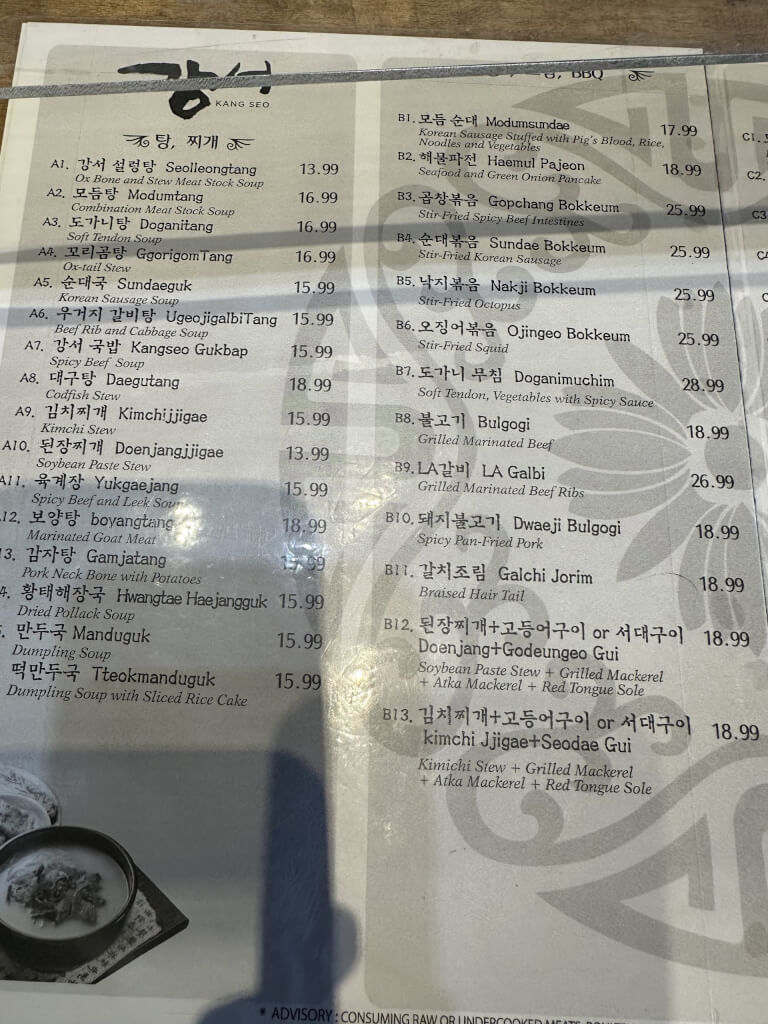 강서
KANG SEO
탕, 찌개
A1. 강서 설렁탕 Seolleongtang 13.99
Ox Bone and Stew Meat Stock Soup
A2. 모듬탕 Modumtang 16.99
Combination Meat Stock Soup
A3. 도가니탕 Doganitang 16.99
Soft Tendon Soup
A4. 꼬리곰탕 GgorigomTang 16.99
Ox-tail Stew
A5. 순대국 Sundaeguk 15.99
Korean Sausage Soup
A6. 우거지 갈비탕 UgeojigalbiTang 15.99
Beef Rib and Cabbage Soup
A7. 강서 국밥 Kangseo Gukbap 15.99
Spicy Beef Soup
A8. 대구탕 Daegutang 18.99
Codfish Stew
A9. 김치찌개 Kimchijjigae 15.99
Kimchi Stew
A10. 된장찌개 Doenjangjjigae 13.99
Soybean Paste Stew
A11. 육계장 Yukgaejang 15.99
Spicy Beef and Leek Soup
12. 보양탕 boyangtang 18.99
Marinated Goat Meat
13. 감자탕 Gamjatang 15.99
Pork Neck Bone with Potatoes
4. 황태해장국 Hwangtae Haejangguk 15.99
Dried Pollack Soup
만두국 Manduguk 15.99
Dumpling Soup
떡만두국 Tteokmanduguk 15.99
Dumpling Soup with Sliced Rice Cake
BBQ
B1. 모듬 순대 Modumsundae 17.99
Korean Sausage Stuffed with Pig's Blood, Rice,
Noodles and Vegetables
B2. 해물파전 Haemul Pajeon 18.99
Seafood and Green Onion Pancake
B3. 곱창볶음 Gopchang Bokkeum 25.99
Stir-Fried Spicy Beef Intestines
B4. 순대볶음 Sundae Bokkeum 25.99
Stir-Fried Korean Sausage
B5. 낙지볶음 Nakji Bokkeum 25.99
Stir-Fried Octopus
B6. 오징어볶음 Ojingeo Bokkeum 25.99
Stir-Fried Squid
B7. 도가니 무침 Doganimuchim 28.99
Soft Tendon, Vegetables with Spicy Sauce
B8. 불고기 Bulgogi 18.99
Grilled Marinated Beef
B9. LA갈비 LA Galbi 26.99
Grilled Marinated Beef Ribs
B10. 돼지불고기 Dwaeji Bulgogi 18.99
Spicy Pan-Fried Pork
B11. 갈치조림 Galchi Jorim 18.99
Braised Hair Tail
B12. 된장찌개+고등어구이 or 서대구이 18.99
Doenjang+Godeungeo Gui
Soybean Paste Stew + Grilled Mackerel
+ Atka Mackerel + Red Tongue Sole
B13. 김치찌개+고등어구이 or 서대구이 18.99
kimchi Jjigae+Seodae Gui
Kimichi Stew + Grilled Mackerel
+ Atka Mackerel + Red Tongue Sole
C1.
C2.
C3
* ADVISORY : CONSUMING RAW OR UNDERCOOKED MEATS,